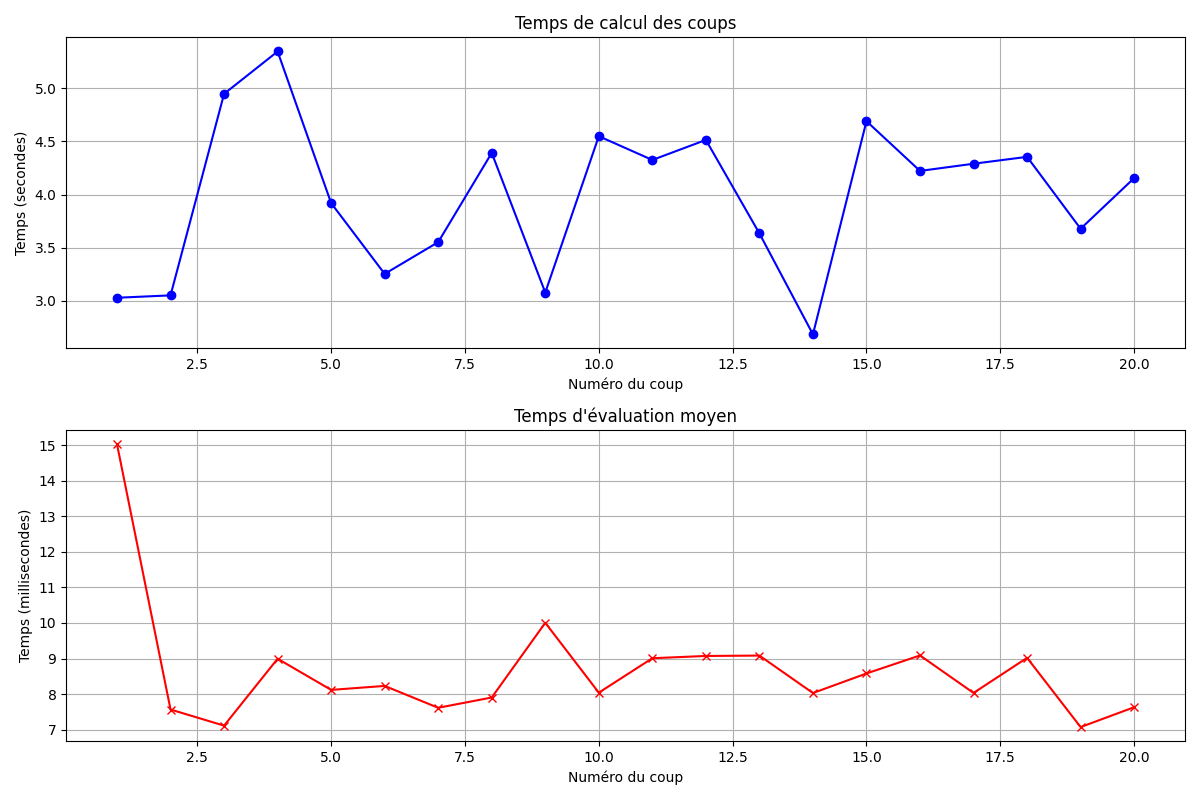 Temps de calcul des coups
Temps (secondes)
5.0
4.5
4.0
3.5
3.0
2.5 5.0 7.5 10.0 12.5 15.0 17.5 20.0
Numéro du coup
Temps d'évaluation moyen
Temps (millisecondes)
15
14
13
12
11
10
9
8
7
2.5 5.0 7.5 10.0 12.5 15.0 17.5 20.0
Numéro du coup